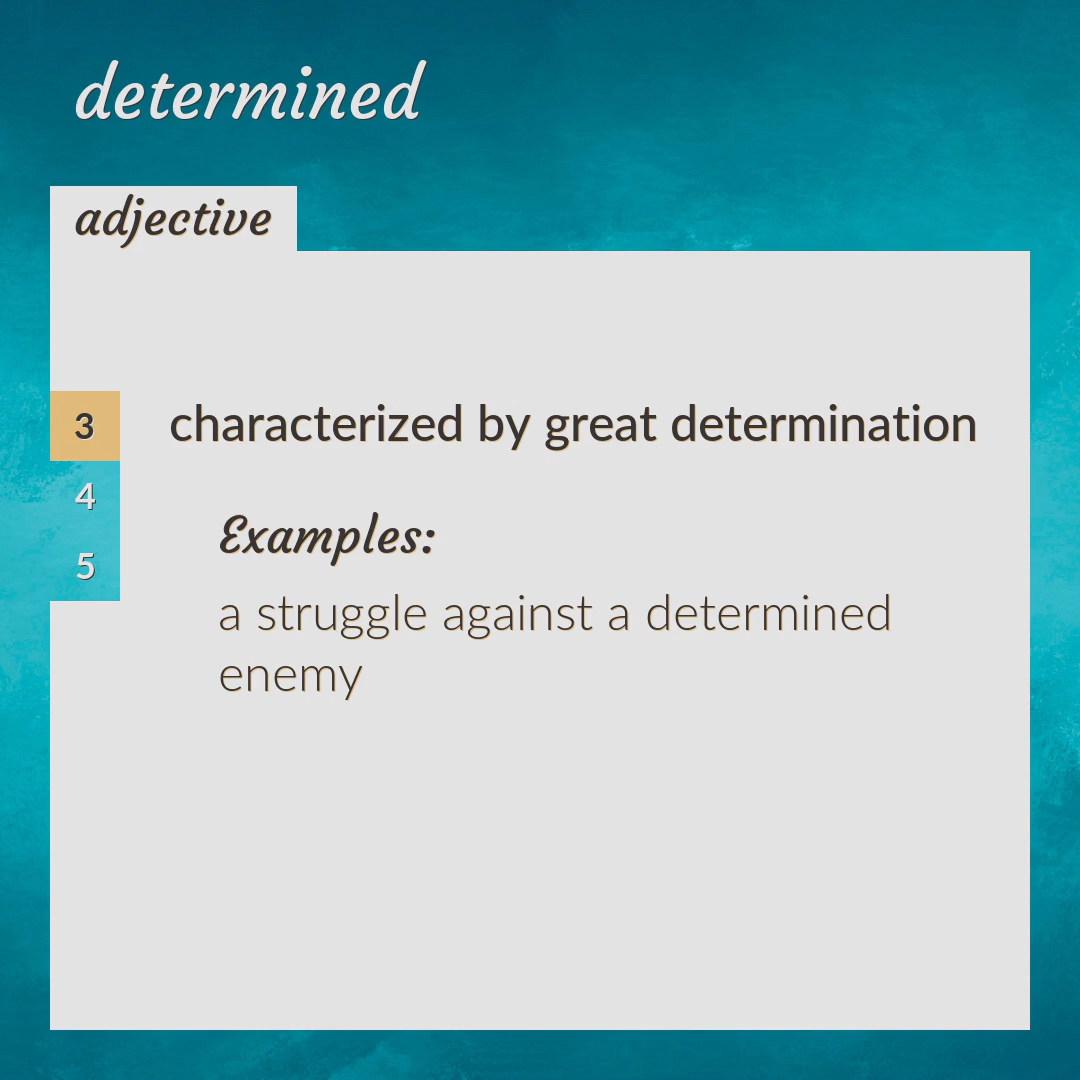 determined
adjective
3
characterized by great determination
4
5
Examples:
a struggle against a determined
enemy